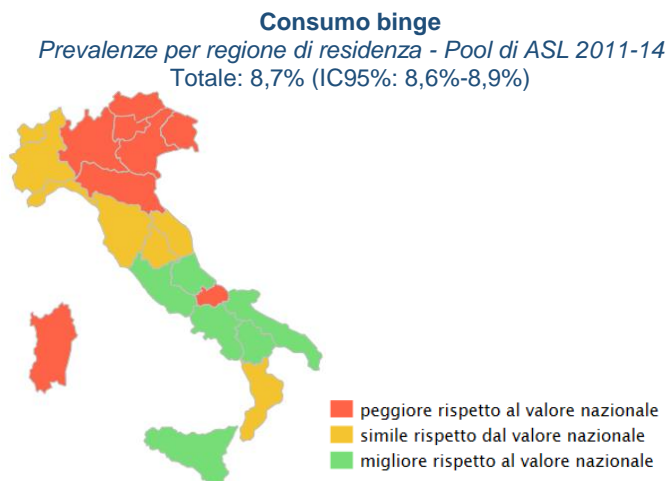 Consumo binge
Prevalenze per regione di residenza - Pool di ASL 2011-14
Totale: 8,7% (IC95%: 8,6%-8,9%)
peggiore rispetto al valore nazionale
simile rispetto dal valore nazionale
migliore rispetto al valore nazionale